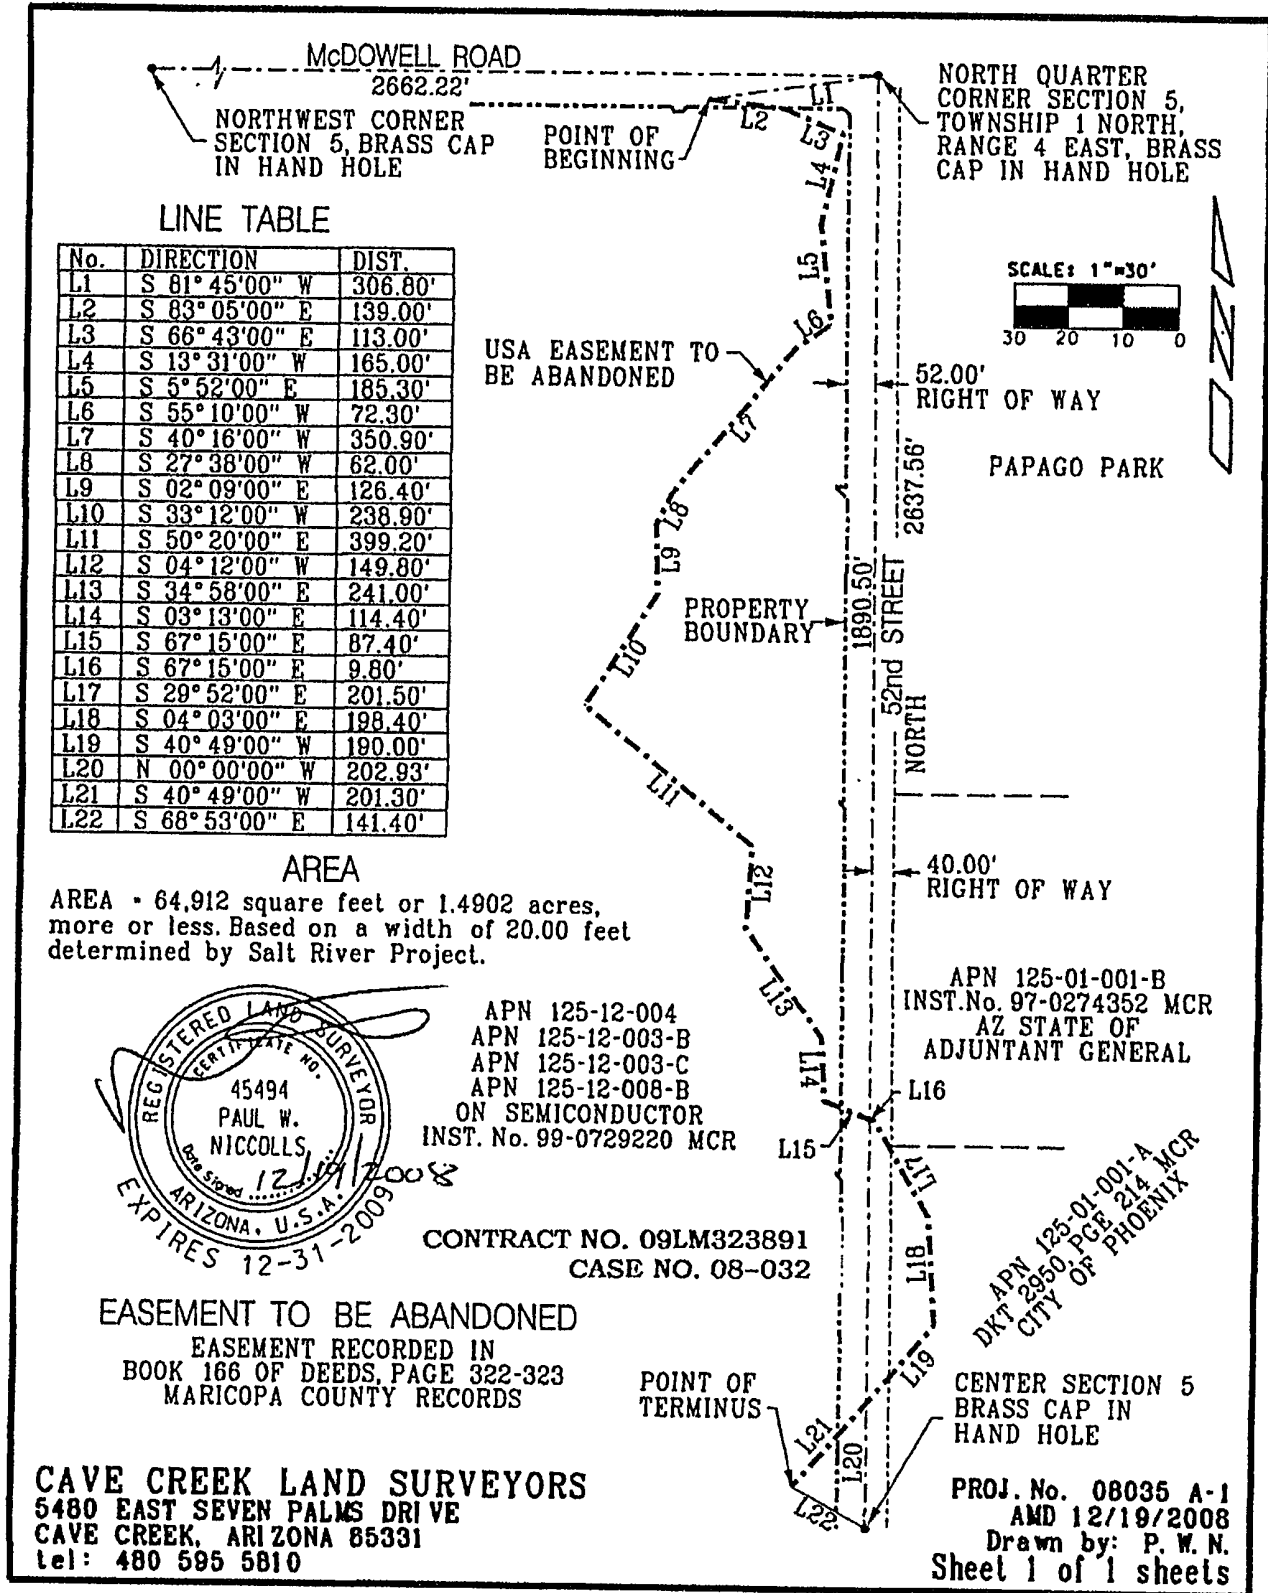 McDOWELL ROAD
2662.22'
NORTHWEST CORNER
SECTION 5, BRASS CAP
IN HAND HOLE
POINT OF
BEGINNING
L1
L2
L3
L4
L5
L6
NORTH QUARTER
CORNER SECTION 5,
TOWNSHIP 1 NORTH,
RANGE 4 EAST, BRASS
CAP IN HAND HOLE
LINE TABLE
No. DIRECTION DIST.
L1 S 81°45'00" W 306.80'
L2 S 83°05'00" E 139.00'
L3 S 66°43'00" E 113.00'
L4 S 13°31'00" W 165.00'
L5 S 5°52'00" E 185.30'
L6 S 55°10'00" W 72.30'
L7 S 40°16'00" W 350.90'
L8 S 27°38'00" W 62.00'
L9 S 02°09'00" E 126.40'
L10 S 33°12'00" W 238.90'
L11 S 50°20'00" E 399.20'
L12 S 04°12'00" W 149.80'
L13 S 34°58'00" E 241.00'
L14 S 03°13'00" E 114.40'
L15 S 67°15'00" E 87.40'
L16 S 67°15'00" E 9.80'
L17 S 29°52'00" E 201.50'
L18 S 04°03'00" E 198.40'
L19 S 40°49'00" W 190.00'
L20 N 00°00'00" W 202.93'
L21 S 40°49'00" W 201.30'
L22 S 68°53'00" E 141.40'
SCALE: 1"=30'
30 20 10 0
N
USA EASEMENT TO
BE ABANDONED
52.00'
RIGHT OF WAY
PAPAGO PARK
L7
L8
L9
L10
L11
2637.56'
1890.50'
52nd STREET
NORTH
PROPERTY
BOUNDARY
AREA
AREA = 64,912 square feet or 1.4902 acres,
more or less. Based on a width of 20.00 feet
determined by Salt River Project.
L12
L13
L14
40.00'
RIGHT OF WAY
APN 125-01-001-B
INST.No. 97-0274352 MCR
AZ STATE OF
ADJUNTANT GENERAL
REGISTERED LAND SURVEYOR
CERTIFICATE NO.
45494
PAUL W.
NICCOLLS
Date Signed 12/19/2008
ARIZONA, U.S.A.
EXPIRES 12-31-2009
APN 125-12-004
APN 125-12-003-B
APN 125-12-003-C
APN 125-12-008-B
ON SEMICONDUCTOR
INST. No. 99-0729220 MCR
L15
L16
L17
L18
L19
APN 125-01-001-A
DKT 2950, PGE 214 MCR
CITY OF PHOENIX
CONTRACT NO. 09LM323891
CASE NO. 08-032
EASEMENT TO BE ABANDONED
EASEMENT RECORDED IN
BOOK 166 OF DEEDS, PAGE 322-323
MARICOPA COUNTY RECORDS
POINT OF
TERMINUS
L21
L20
L22
CENTER SECTION 5
BRASS CAP IN
HAND HOLE
CAVE CREEK LAND SURVEYORS
5480 EAST SEVEN PALMS DRIVE
CAVE CREEK, ARIZONA 85331
tel: 480 595 5810
PROJ. No. 08035 A-1
AMD 12/19/2008
Drawn by: P. W. N.
Sheet 1 of 1 sheets